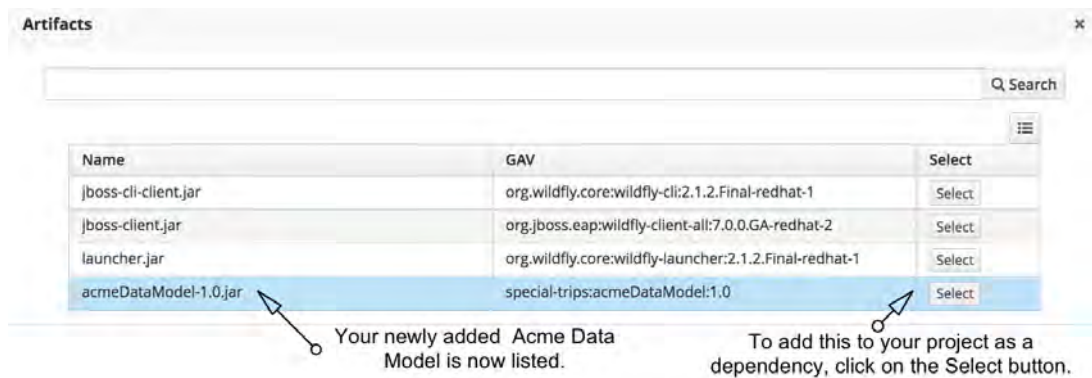 Artifacts ×
Search
Name GAV Select
jboss-cli-client.jar org.wildfly.core:wildfly-cli:2.1.2.Final-redhat-1 Select
jboss-client.jar org.jboss.eap:wildfly-client-all:7.0.0.GA-redhat-2 Select
launcher.jar org.wildfly.core:wildfly-launcher:2.1.2.Final-redhat-1 Select
acmeDataModel-1.0.jar special-trips:acmeDataModel:1.0 Select
Your newly added Acme Data
Model is now listed.
To add this to your project as a
dependency, click on the Select button.